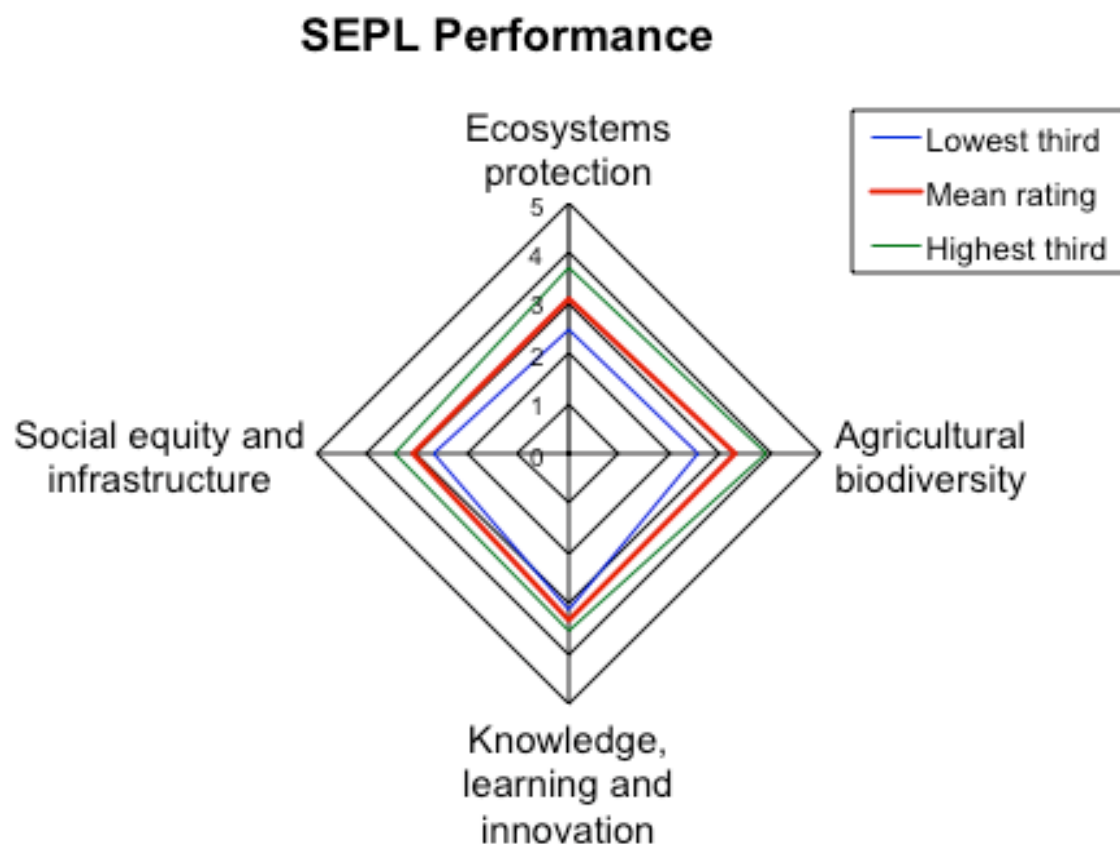 SEPL Performance
Ecosystems
protection
Lowest third
Mean rating
Highest third
5
4
3
2
1
0
Social equity and
infrastructure
Agricultural
biodiversity
Knowledge,
learning and
innovation